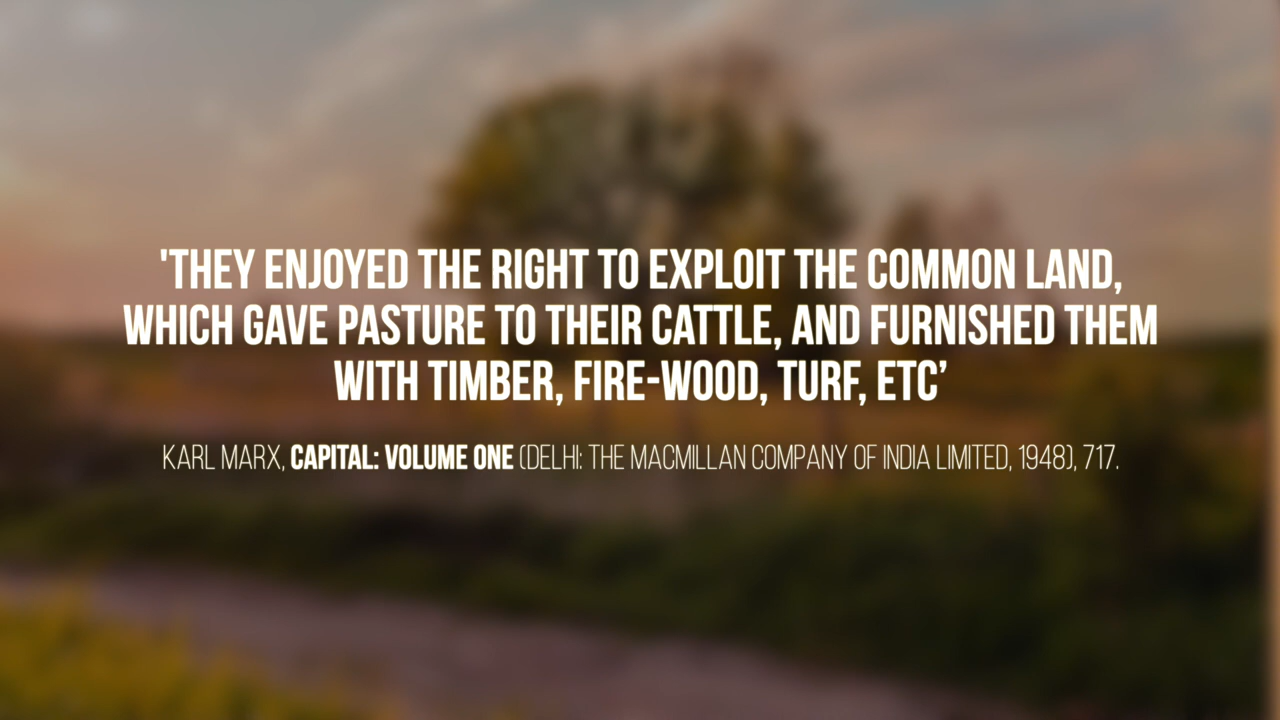 'THEY ENJOYED THE RIGHT TO EXPLOIT THE COMMON LAND,
WHICH GAVE PASTURE TO THEIR CATTLE, AND FURNISHED THEM
WITH TIMBER, FIRE-WOOD, TURF, ETC’
KARL MARX, CAPITAL: VOLUME ONE (DELHI: THE MACMILLAN COMPANY OF INDIA LIMITED, 1948), 717.